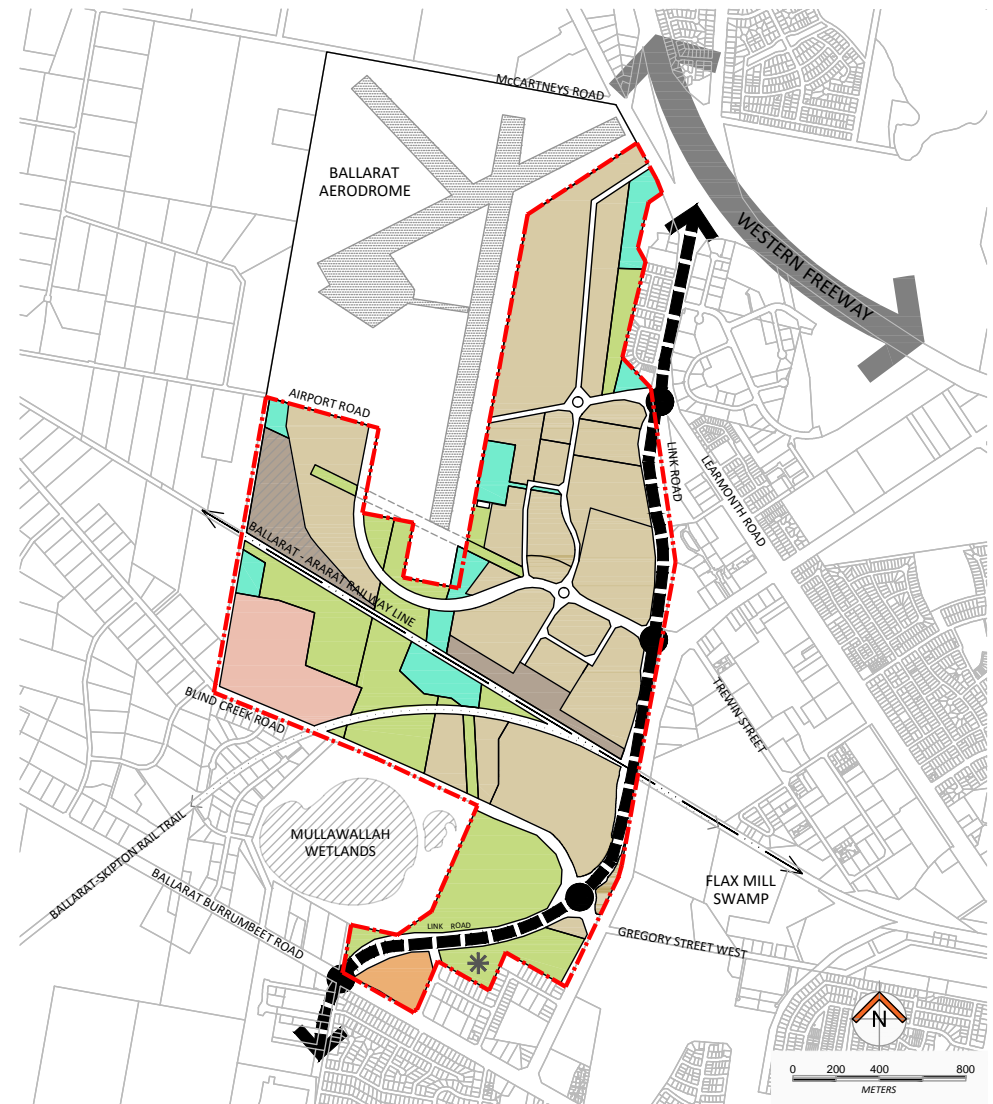 McCARTNEYS ROAD
BALLARAT
AERODROME
WESTERN FREEWAY
AIRPORT ROAD
LINK ROAD
LEARMONTH ROAD
BALLARAT - ARARAT RAILWAY LINE
BLIND CREEK ROAD
TREWIN STREET
MULLAWALLAH
WETLANDS
BALLARAT-SKIPTON RAIL TRAIL
BALLARAT BURRUMBEET ROAD
FLAX MILL
SWAMP
LINK ROAD
GREGORY STREET WEST
N
0 200 400 800
METERS